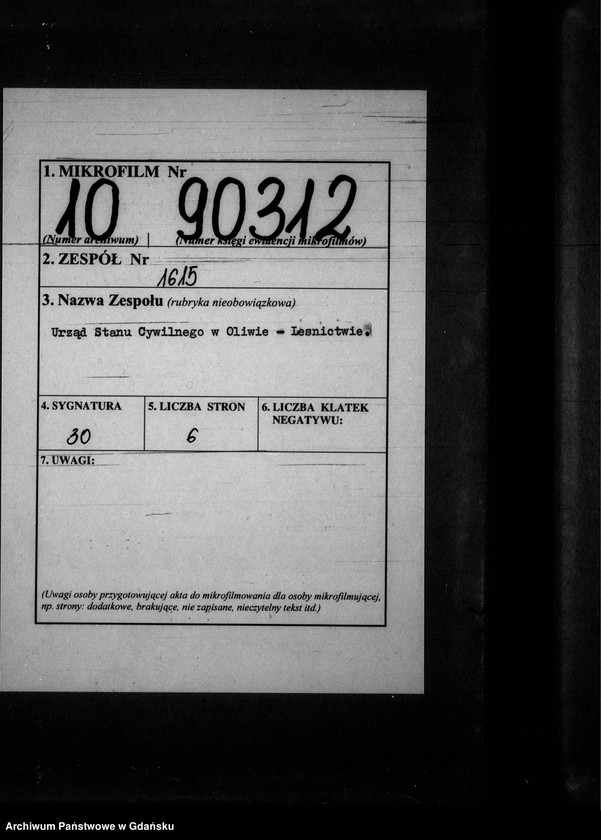 1. MIKROFILM Nr
10 90312
(Numer archiwum) | (Numer księgi ewidencji mikrofilmów)
2. ZESPÓŁ Nr
1615
3. Nazwa Zespołu (rubryka nieobowiązkowa)
Urząd Stanu Cywilnego w Oliwie - Lesnictwie.
4. SYGNATURA 5. LICZBA STRON 6. LICZBA KLATEK
NEGATYWU:
30 6
7. UWAGI:
(Uwagi osoby przygotowującej akta do mikrofilmowania dla osoby mikrofilmującej,
np. strony: dodatkowe, brakujące, nie zapisane, nieczytelny tekst itd.)
Archiwum Państwowe w Gdańsku